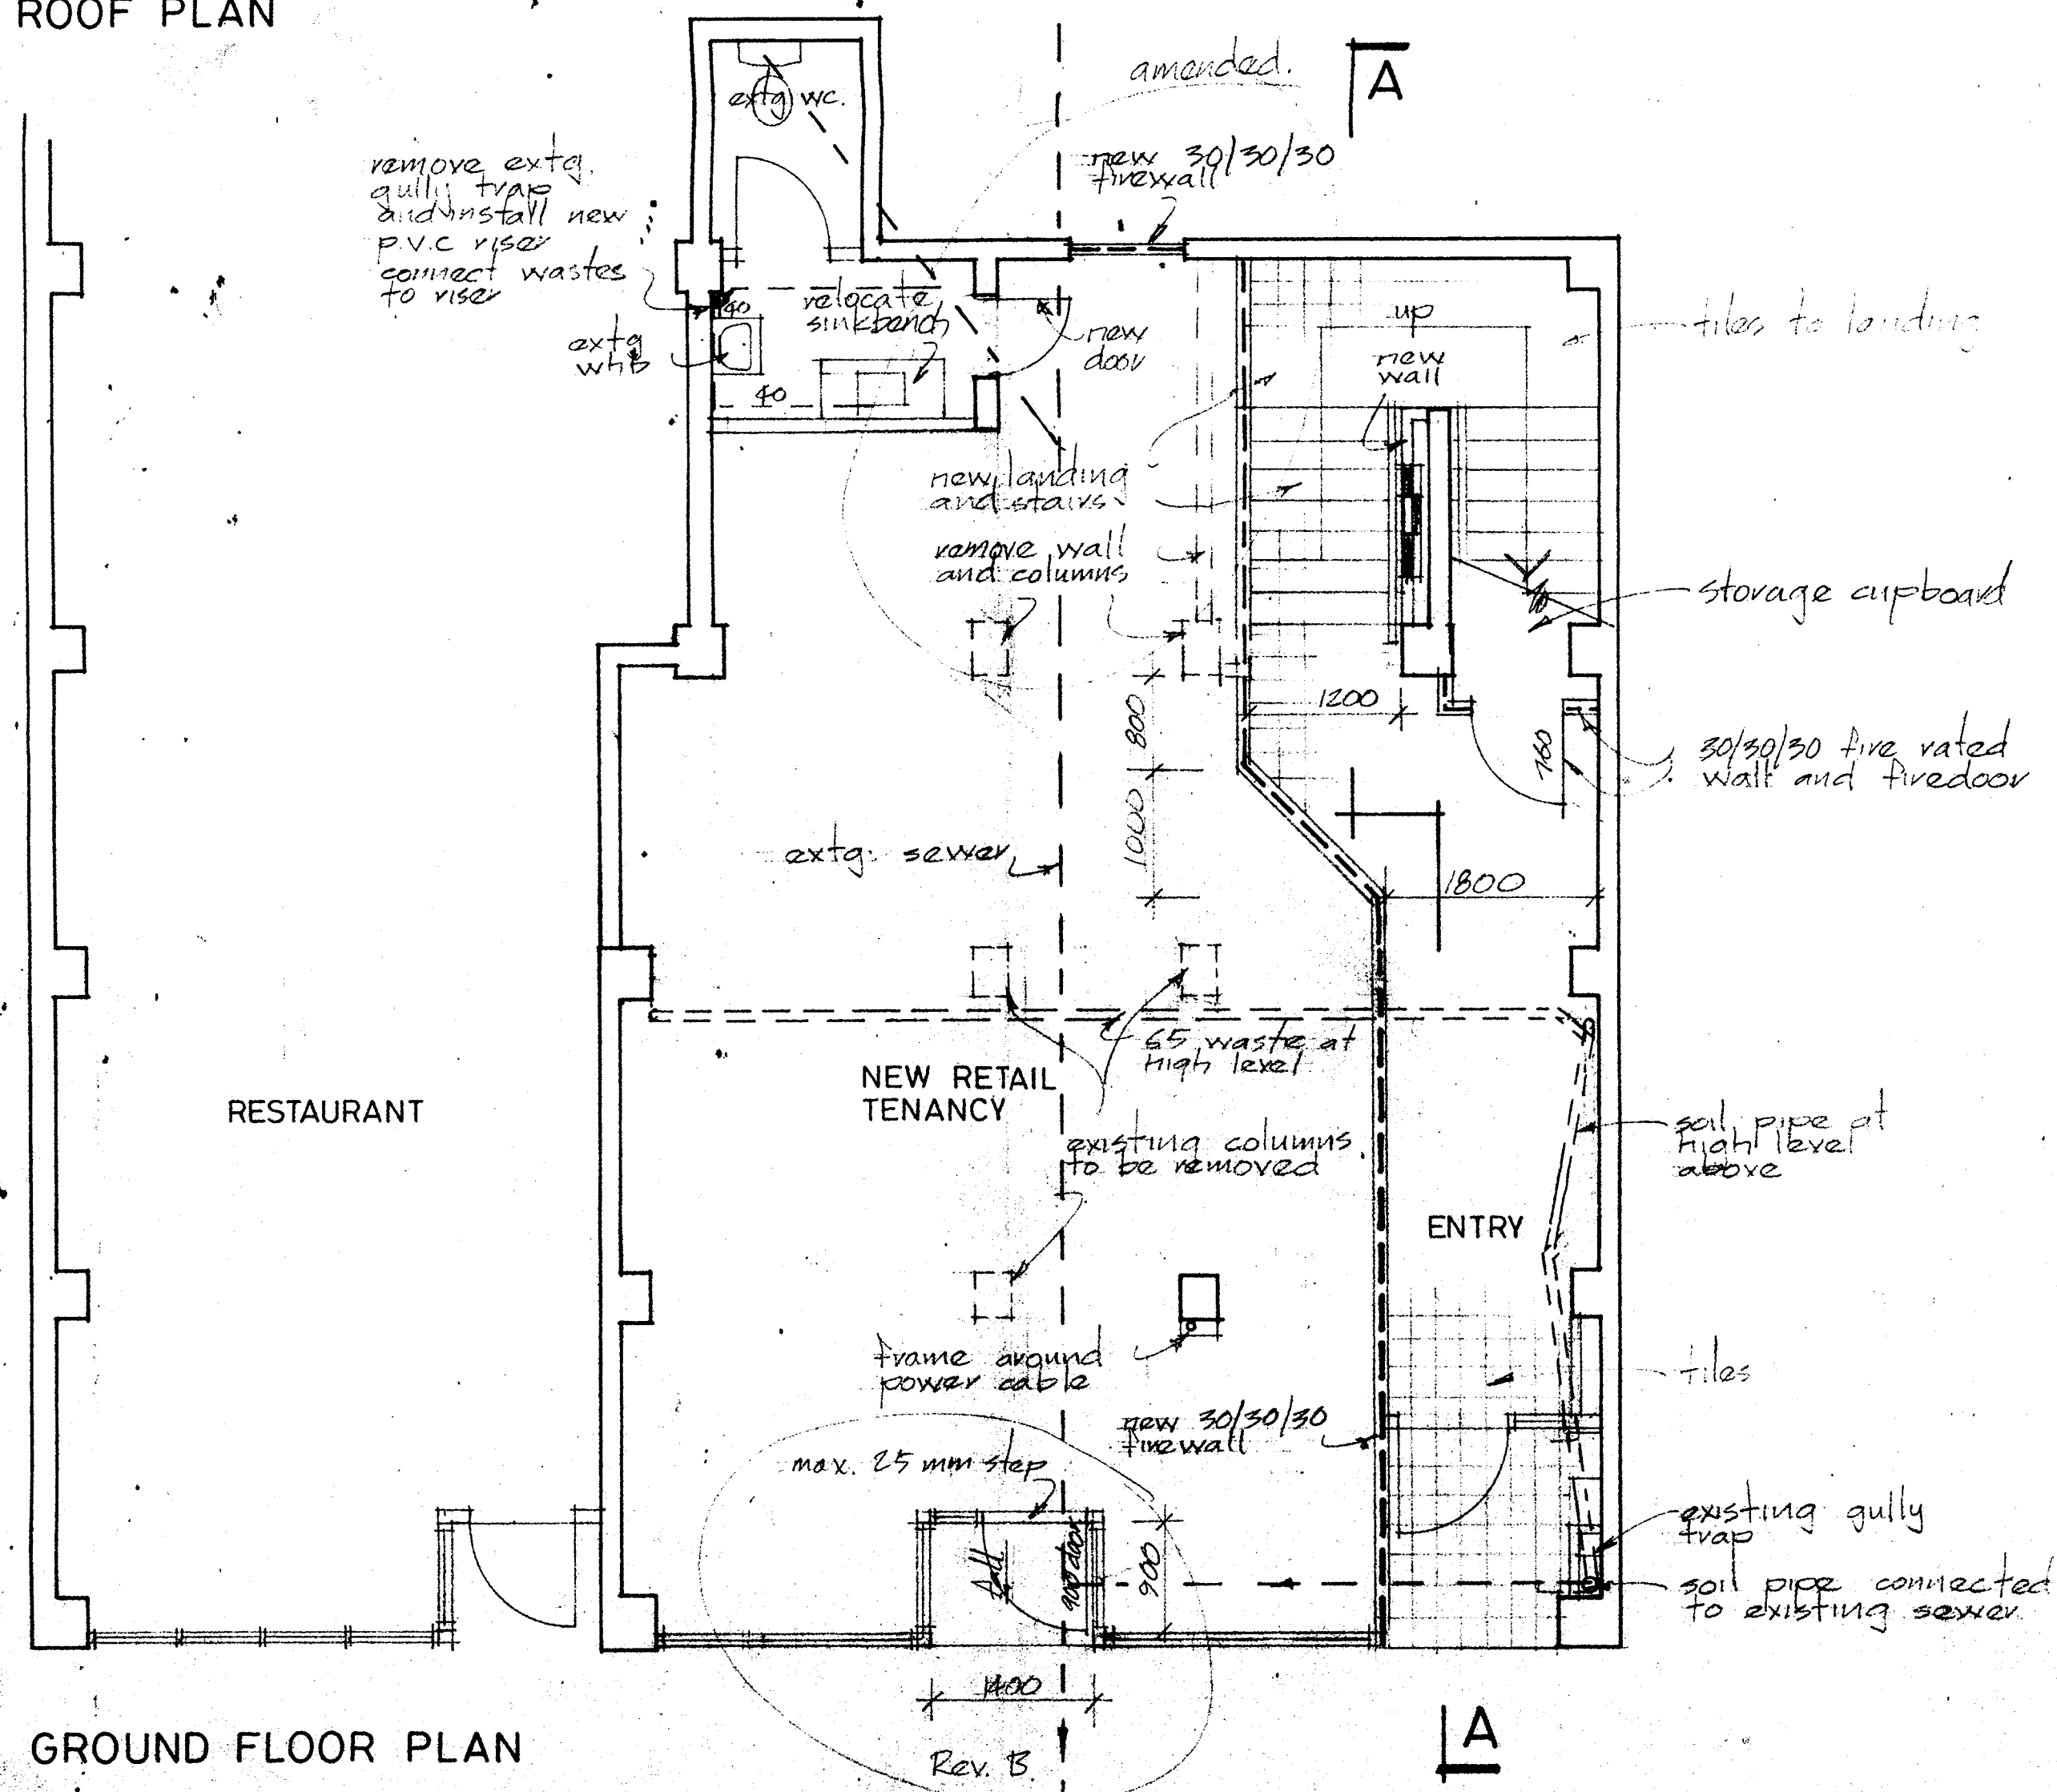 ROOF PLAN
amended.
A
extg wc.
new 30/30/30
firewall
remove extg.
gully trap
and install new
p.v.c riser
connect wastes
to riser
40
relocate
sinkbench
extg
whb
40
new
door
up
new
wall
tiles to landing
new landing
and stairs
remove wall
and columns
storage cupboard
1200
800
760
30/30/30 fire rated
wall and firedoor
1000
extg. sewer
1800
65 waste at
high level
NEW RETAIL
TENANCY
RESTAURANT
existing columns
to be removed
soil pipe at
high level
above
ENTRY
frame around
power cable
tiles
new 30/30/30
firewall
max. 25 mm step
fall
900 door
900
existing gully
trap
soil pipe connected
to existing sewer
1400
A
GROUND FLOOR PLAN
Rev. B.